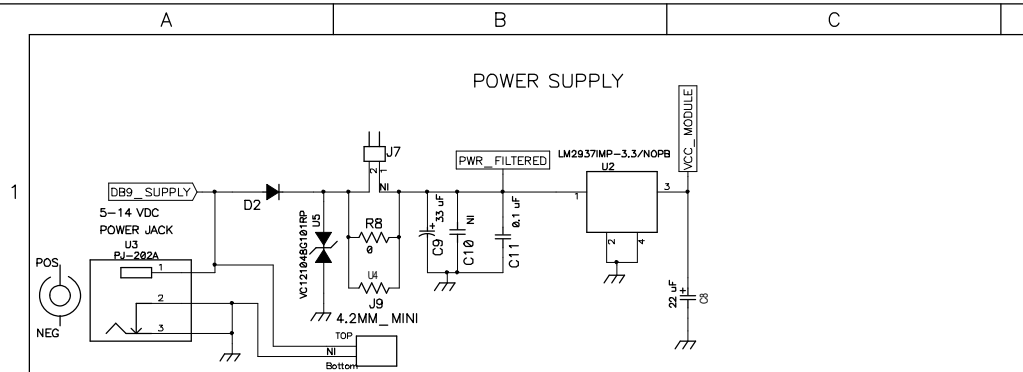 A
B
C
1
POWER SUPPLY
DB9_SUPPLY
5-14 VDC
POWER JACK
U3
PJ-202A
POS
NEG
1
2
3
D2
U5
VC121048G101RP
J7
2
1
NI
R8
0
U4
J9
4.2MM_MINI
TOP
NI
Bottom
C9
+
33 uF
C10
NI
C11
0.1 uF
PWR_FILTERED
LM2937IMP-3.3/NOPB
U2
1
2
4
3
VCC_MODULE
22 uF
+
C8